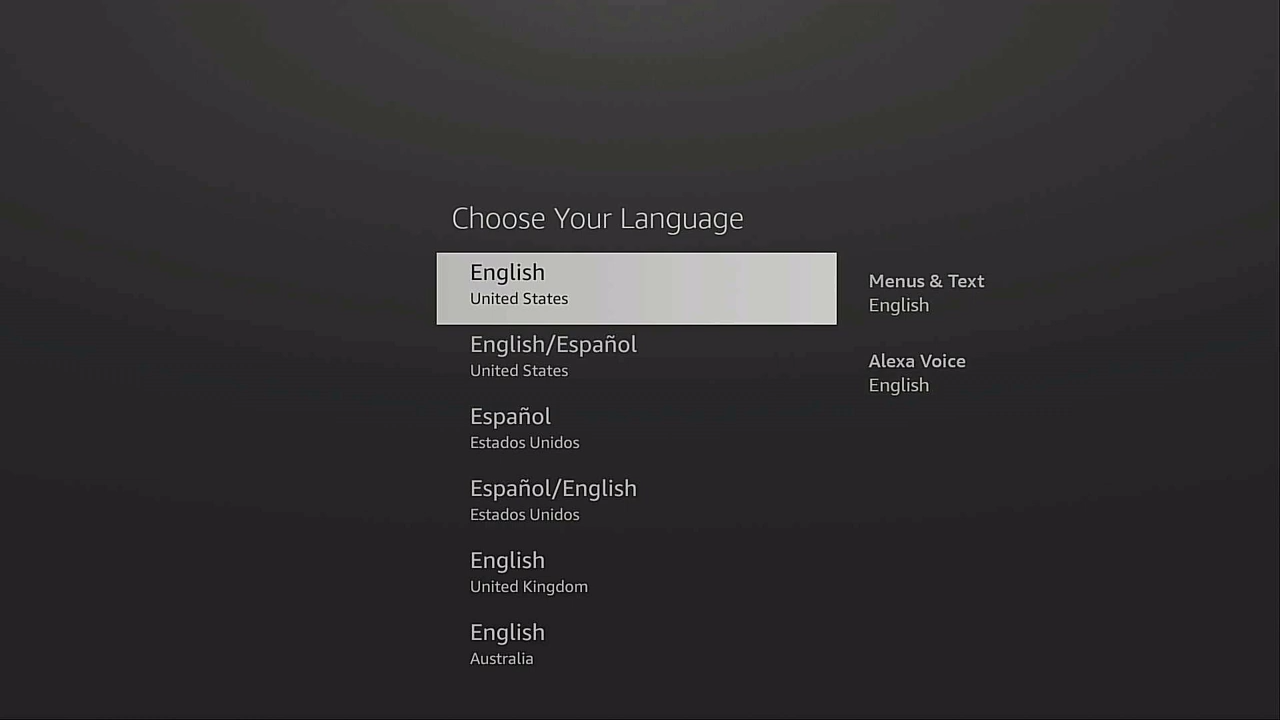 Choose Your Language
English
United States
English/Español
United States
Español
Estados Unidos
Español/English
Estados Unidos
English
United Kingdom
English
Australia
Menus & Text
English
Alexa Voice
English